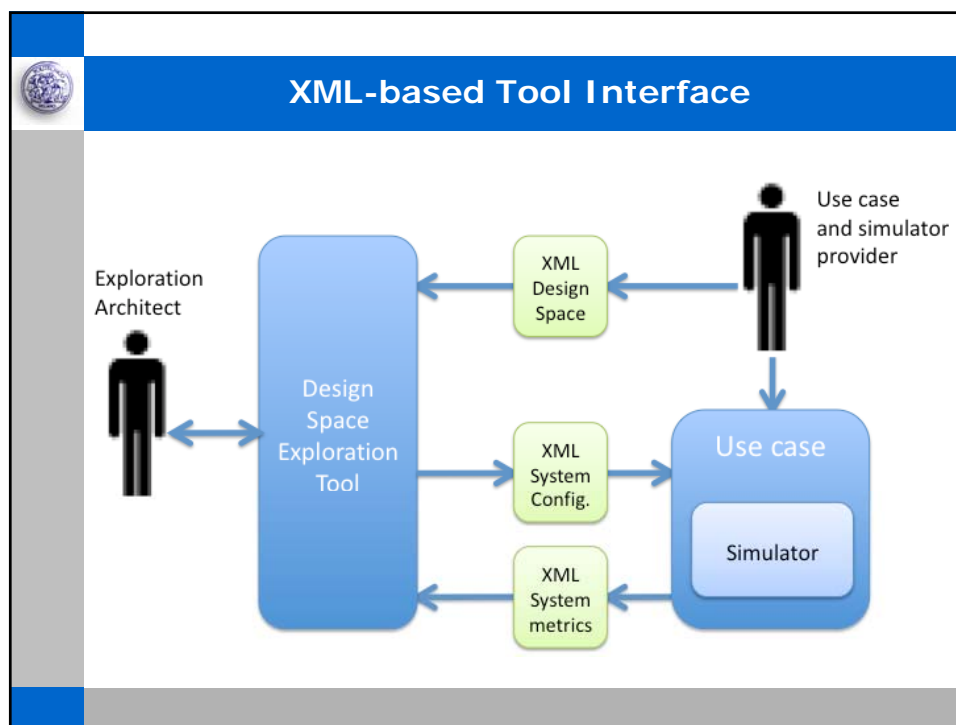 XML-based Tool Interface
Use case
and simulator
provider
XML
Design
Space
Exploration
Architect
Design
Space
Exploration
Tool
XML
System
Config.
Use case
Simulator
XML
System
metrics